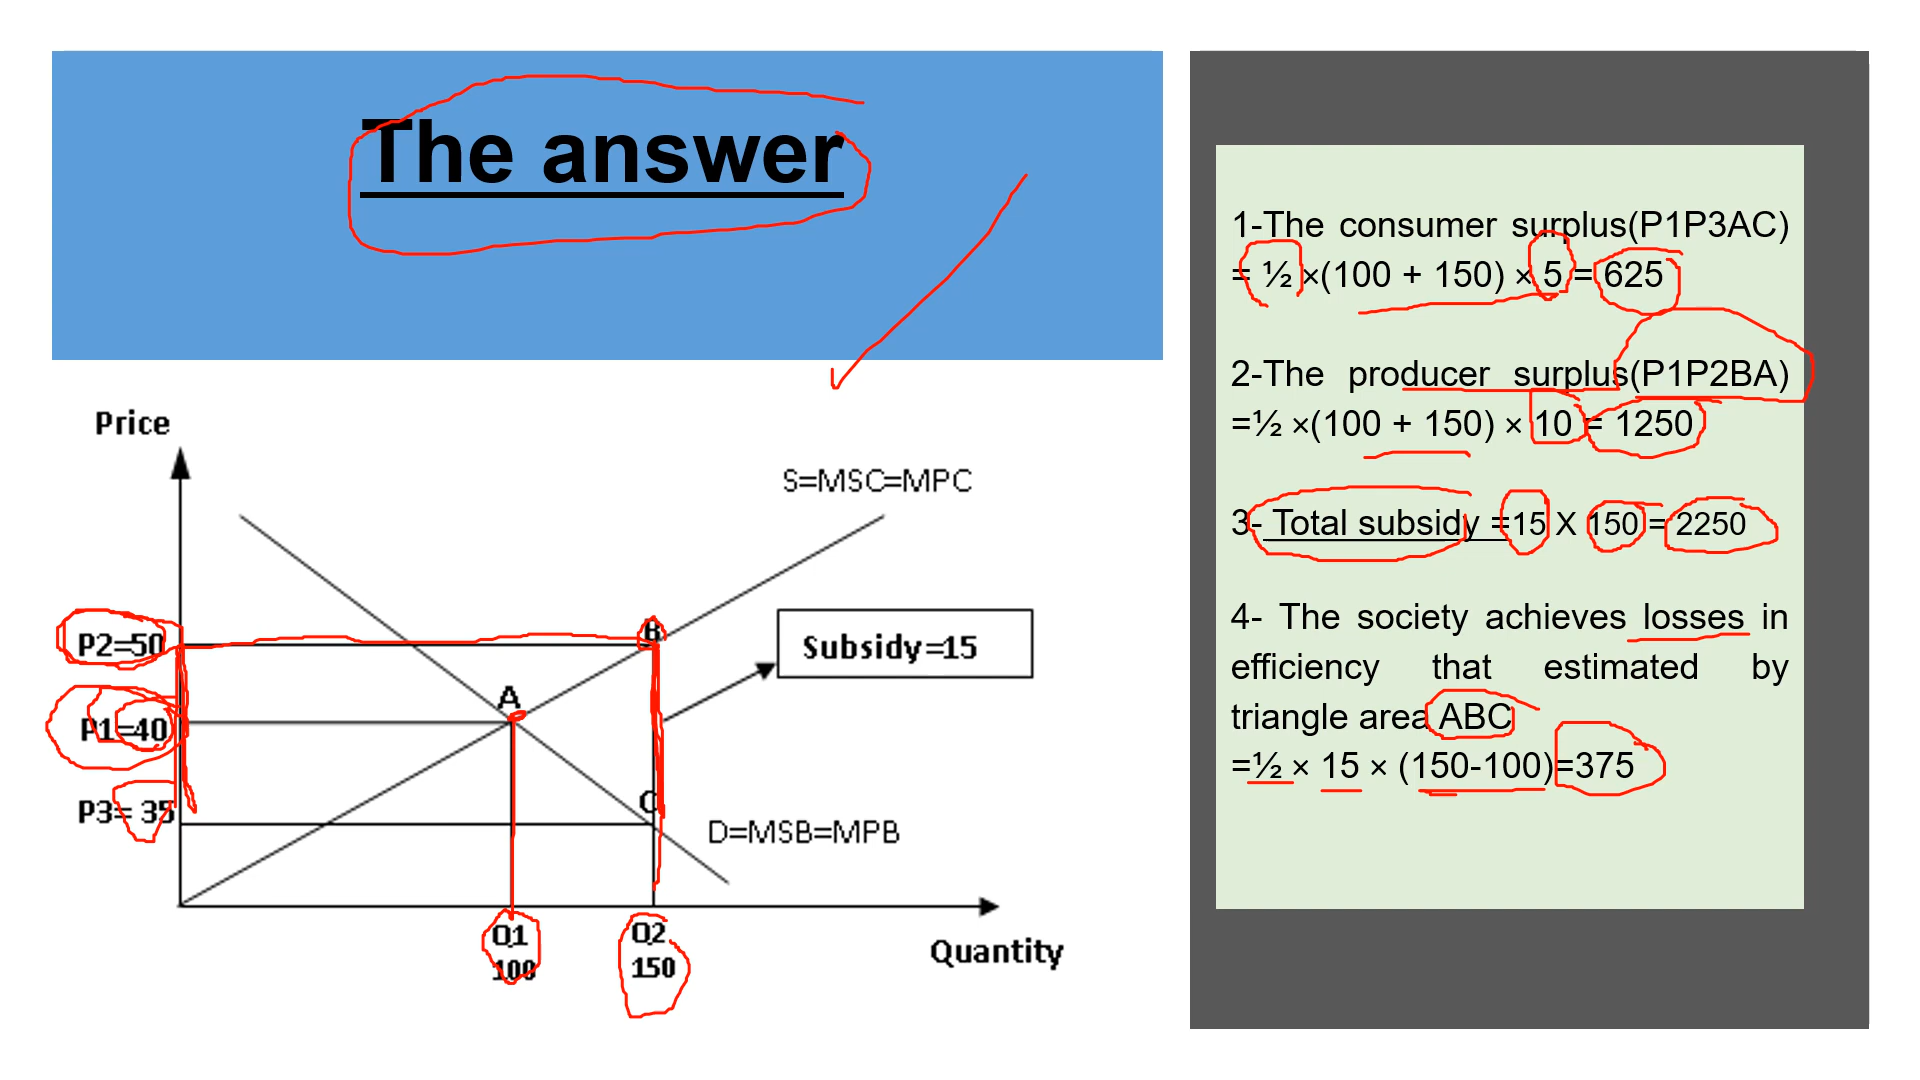 The answer
Price
S=MSC=MPC
P2=50
B
Subsidy=15
A
P1=40
C
P3= 35
D=MSB=MPB
Q1
100
Q2
150
Quantity
1-The consumer surplus(P1P3AC)
= ½ ×(100 + 150) × 5 = 625
2-The producer surplus(P1P2BA)
=½ ×(100 + 150) × 10 = 1250
3- Total subsidy =15 X 150 = 2250
4- The society achieves losses in
efficiency that estimated by
triangle area ABC
=½ × 15 × (150-100)=375